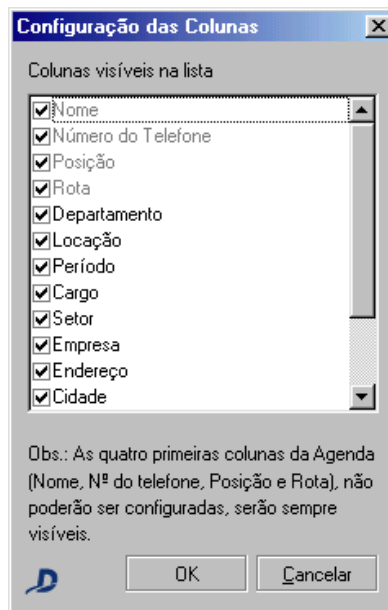 Configuração das Colunas
Colunas visíveis na lista
Nome
Número do Telefone
Posição
Rota
Departamento
Locação
Período
Cargo
Setor
Empresa
Endereço
Cidade
Obs.: As quatro primeiras colunas da Agenda
(Nome, Nº do telefone, Posição e Rota), não
poderão ser configuradas, serão sempre
visíveis.
OK
Cancelar